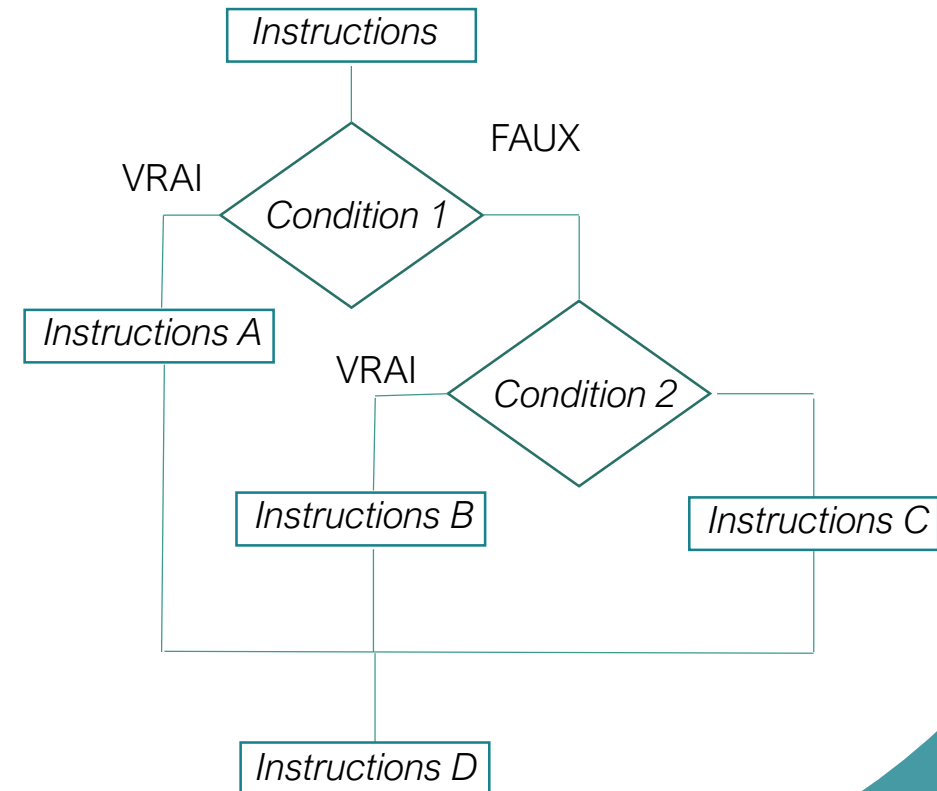 Instructions
FAUX
VRAI
Condition 1
Instructions A
VRAI
Condition 2
Instructions B
Instructions C
Instructions D